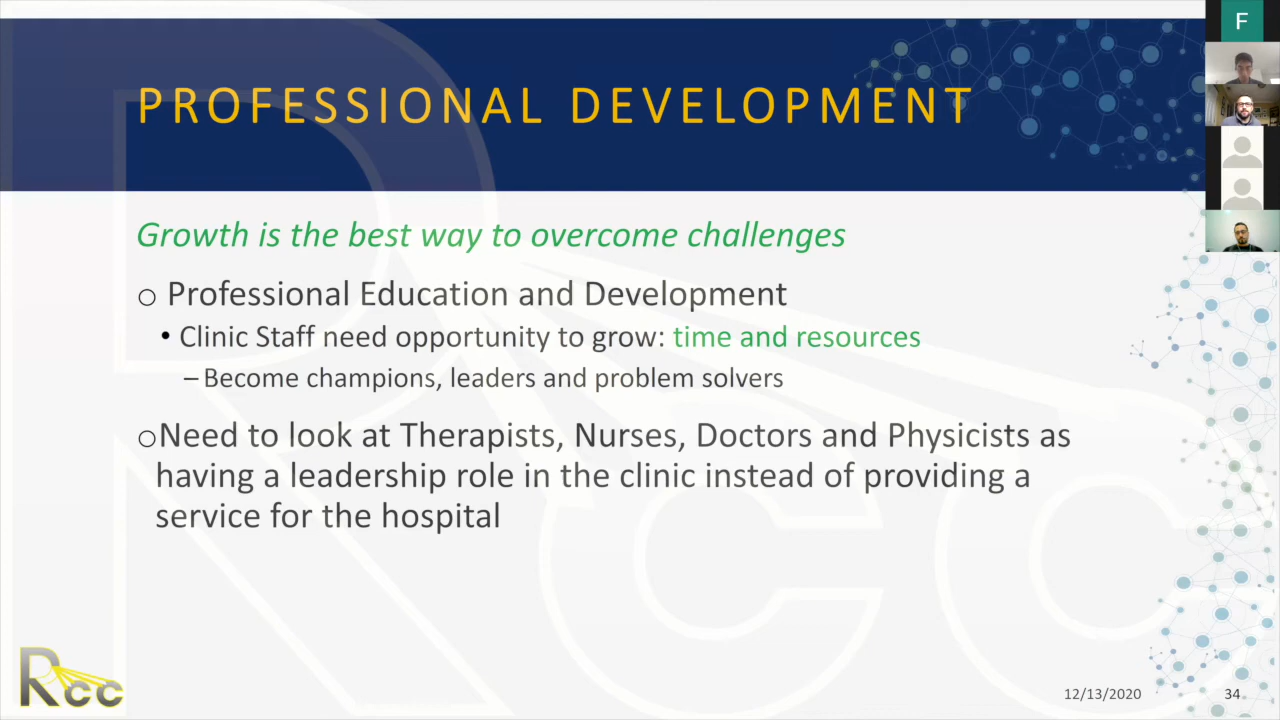 PROFESSIONAL DEVELOPMENT
Growth is the best way to overcome challenges
o Professional Education and Development
• Clinic Staff need opportunity to grow: time and resources
– Become champions, leaders and problem solvers
oNeed to look at Therapists, Nurses, Doctors and Physicists as
having a leadership role in the clinic instead of providing a
service for the hospital
Rcc
12/13/2020
34
F